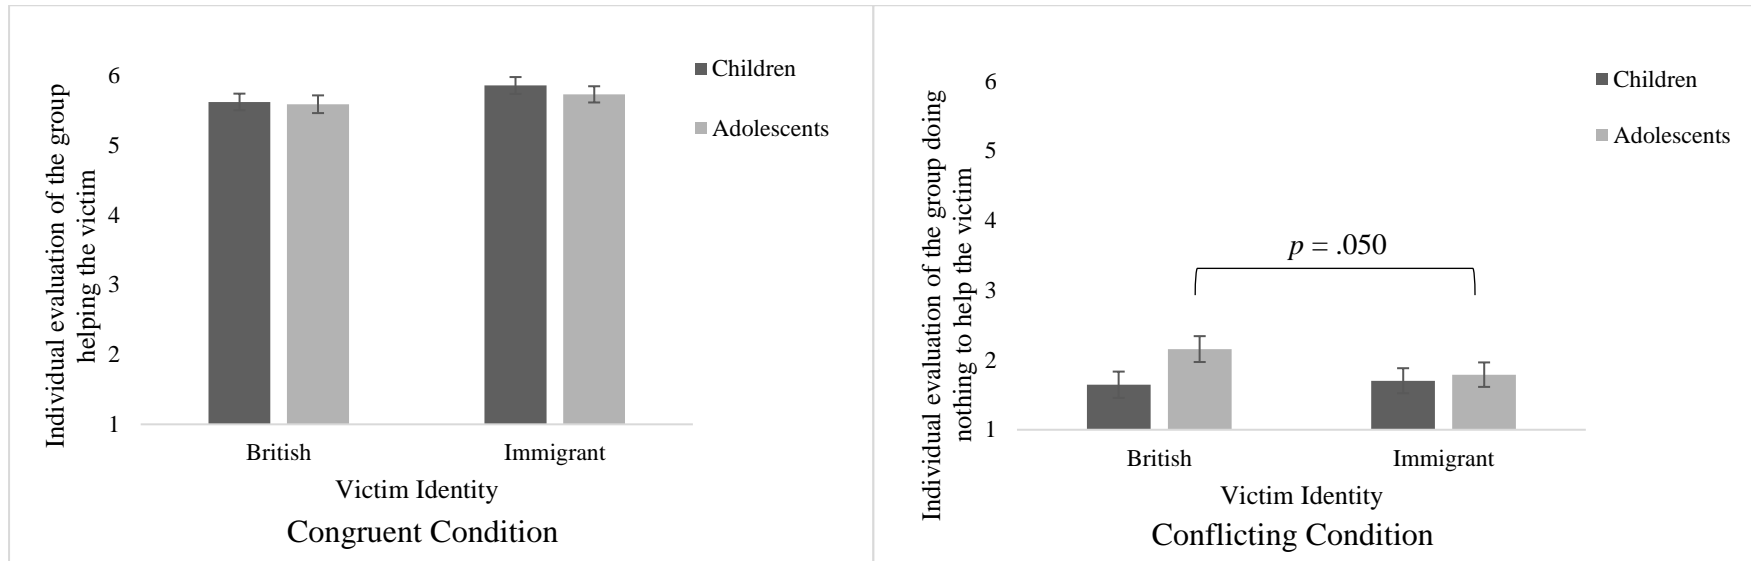 Individual evaluation of the group
helping the victim
6
5
4
3
2
1
Children
Adolescents
British
Immigrant
Victim Identity
Congruent Condition
Individual evaluation of the group doing
nothing to help the victim
6
5
4
3
2
1
Children
Adolescents
p = .050
British
Immigrant
Victim Identity
Conflicting Condition